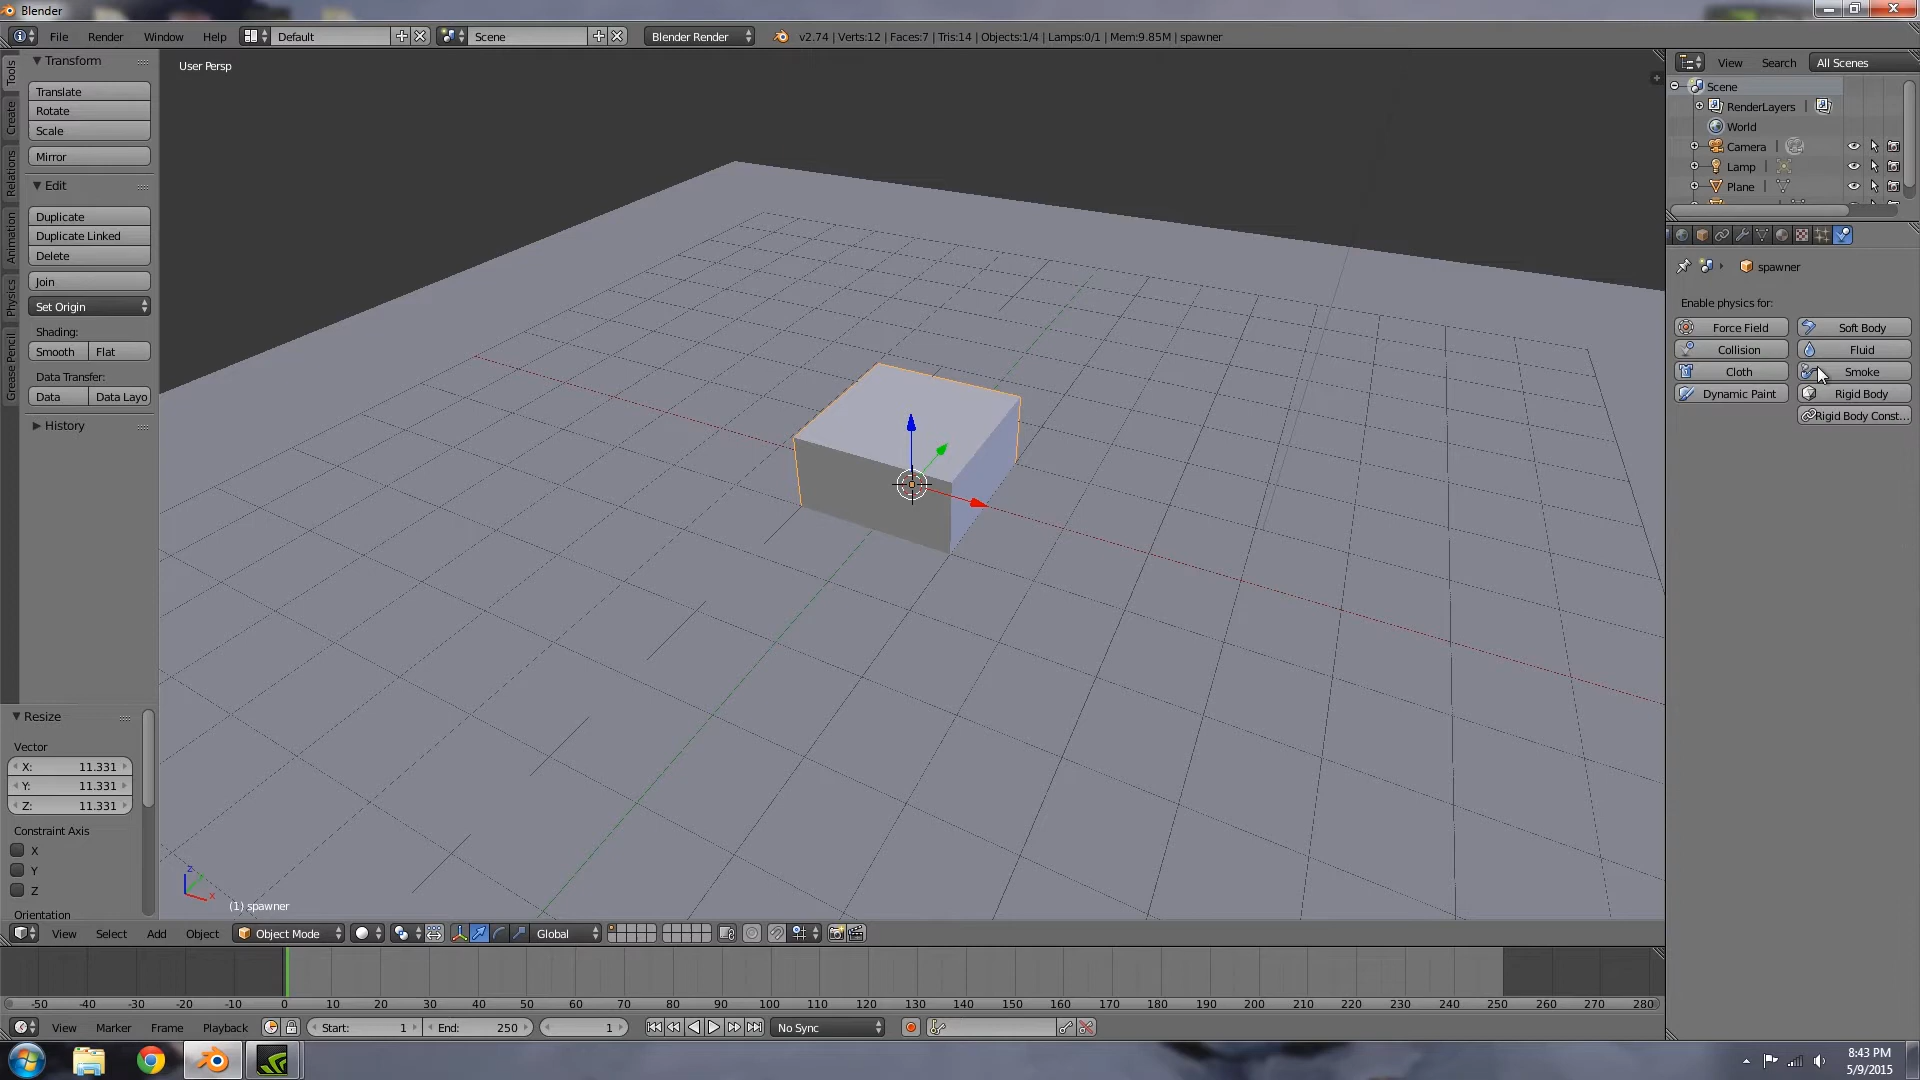 Blender
File Render Window Help Default Scene Blender Render v2.74 | Verts:12 | Faces:7 | Tris:14 | Objects:1/4 | Lamps:0/1 | Mem:9.85M | spawner
Tools
Create
Relations
Animation
Physics
Grease Pencil
Transform
Translate
Rotate
Scale
Mirror
Edit
Duplicate
Duplicate Linked
Delete
Join
Set Origin
Shading:
Smooth Flat
Data Transfer:
Data Data Layo
History
Resize
Vector
X: 11.331
Y: 11.331
Z: 11.331
Constraint Axis
X
Y
Z
Orientation
User Persp
z
x
(1) spawner
View Search All Scenes
Scene
RenderLayers |
World
Camera |
Lamp |
Plane |
spawner
Enable physics for:
Force Field Soft Body
Collision Fluid
Cloth Smoke
Dynamic Paint Rigid Body
Rigid Body Const...
View Select Add Object Object Mode Global
-50 -40 -30 -20 -10 0 10 20 30 40 50 60 70 80 90 100 110 120 130 140 150 160 170 180 190 200 210 220 230 240 250 260 270 280
View Marker Frame Playback Start: 1 End: 250 1 No Sync
8:43 PM
5/9/2015